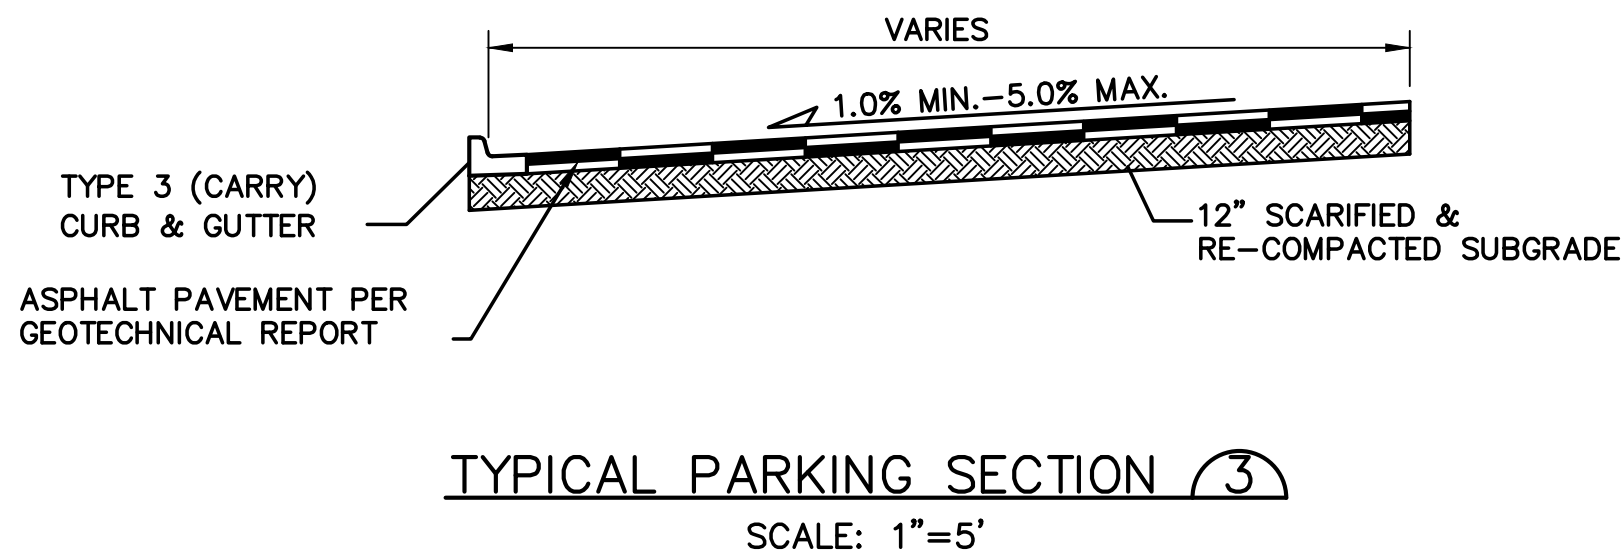 VARIES
1.0% MIN.-5.0% MAX.
TYPE 3 (CARRY)
CURB & GUTTER
12" SCARIFIED &
RE-COMPACTED SUBGRADE
ASPHALT PAVEMENT PER
GEOTECHNICAL REPORT
TYPICAL PARKING SECTION 3
SCALE: 1"=5'